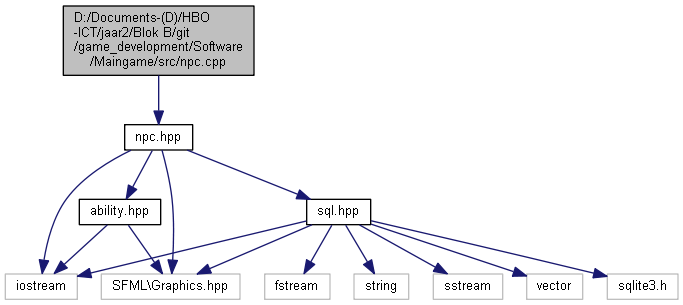 D:/Documents-(D)/HBO
-ICT/jaar2/Blok B/git
/game_development/Software
/Maingame/src/npc.cpp
npc.hpp
ability.hpp
sql.hpp
iostream
SFML\Graphics.hpp
fstream
string
sstream
vector
sqlite3.h